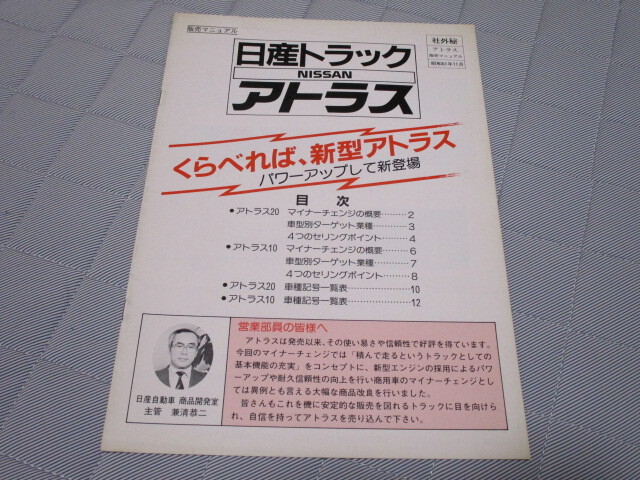 販売マニュアル
社外秘
アトラス
販売マニュアル
昭和61年11月
日産トラック
NISSAN
アトラス
くらべれば、新型アトラス
パワーアップして新登場
目 次
●アトラス20 マイナーチェンジの概要………2
車型別ターゲット業種…………3
4つのセリングポイント………4
●アトラス10 マイナーチェンジの概要………6
車型別ターゲット業種…………7
4つのセリングポイント………8
●アトラス20 車種記号一覧表…………………10
●アトラス10 車種記号一覧表…………………12
営業部員の皆様へ
アトラスは発売以来、その使い易さや信頼性で好評を得ています。
今回のマイナーチェンジでは「積んで走るというトラックとしての
基本機能の充実」をコンセプトに、新型エンジンの採用によるパワ
ーアップや耐久信頼性の向上を行い商用車のマイナーチェンジとし
ては異例とも言える大幅な商品改良を行いました。
皆さんもこれを機に安定的な販売を図れるトラックに目を向けら
れ、自信を持ってアトラスを売り込んで下さい。
日産自動車 商品開発室
主管 兼清恭二